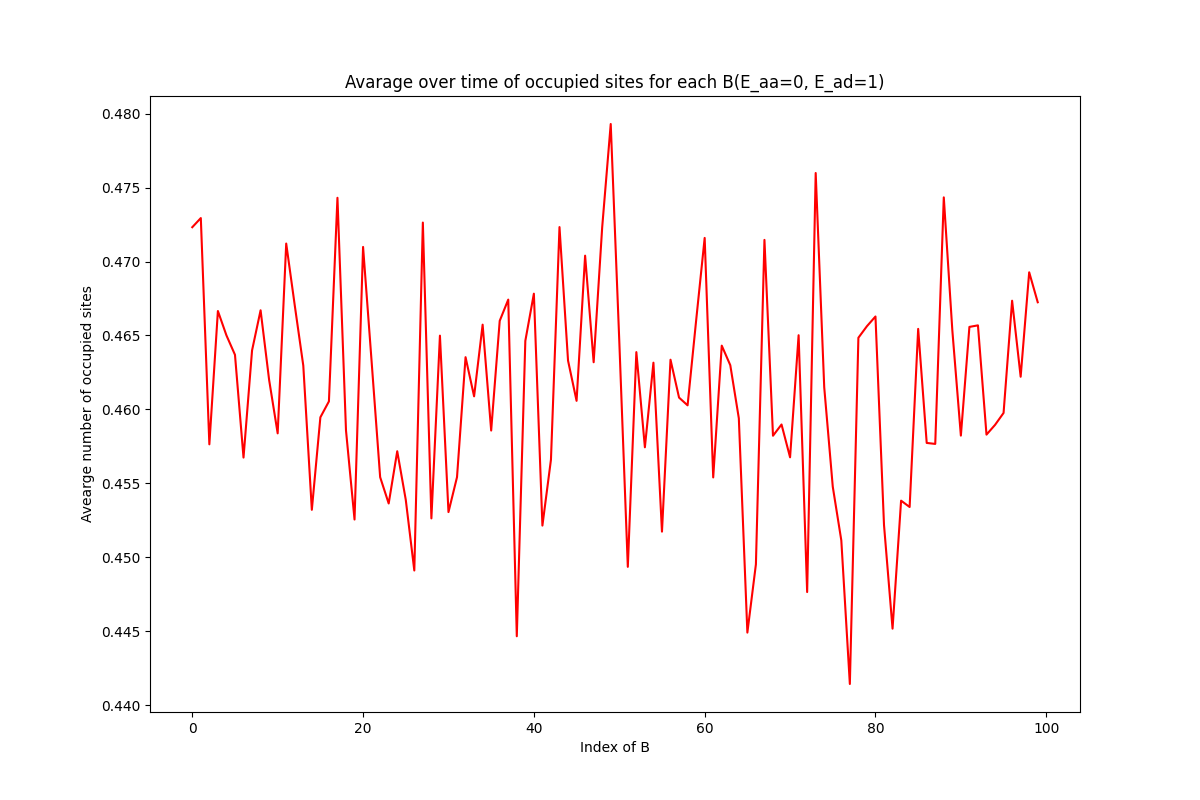 Avarage over time of occupied sites for each B(E_aa=0, E_ad=1)
0.480
0.475
0.470
0.465
0.460
0.455
0.450
0.445
0.440
Avearge number of occupied sites
0 20 40 60 80 100
Index of B